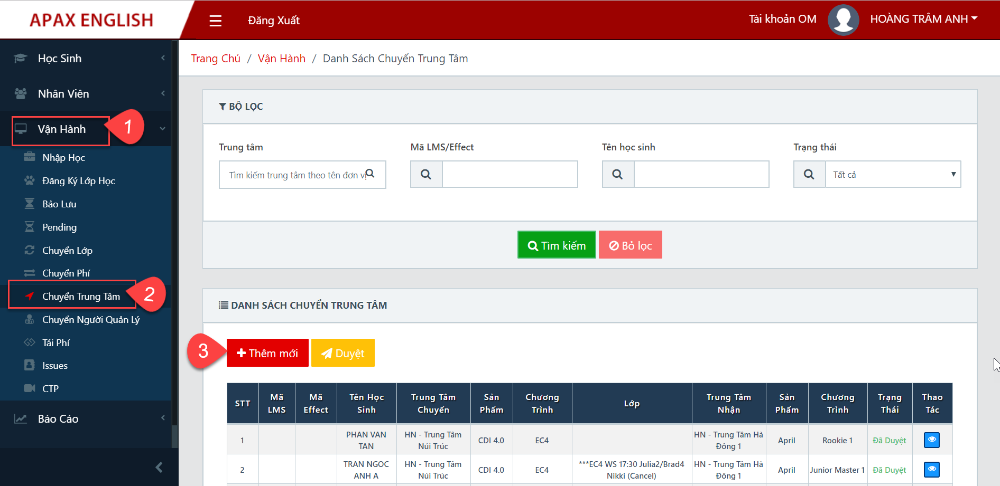 APAX ENGLISH
Đăng Xuất
Tài khoản OM
HOÀNG TRÂM ANH
Học Sinh
Nhân Viên
Vận Hành
1
Nhập Học
Đăng Ký Lớp Học
Bảo Lưu
Pending
Chuyển Lớp
Chuyển Phí
Chuyển Trung Tâm
2
Chuyển Người Quản Lý
Tái Phí
Issues
CTP
Báo Cáo
Trang Chủ / Vận Hành / Danh Sách Chuyển Trung Tâm
BỘ LỌC
Trung tâm
Mã LMS/Effect
Tên học sinh
Trạng thái
Tìm kiếm trung tâm theo tên đơn vị
Tất cả
Tìm kiếm
Bỏ lọc
DANH SÁCH CHUYỂN TRUNG TÂM
3
Thêm mới
Duyệt
STT
Mã
LMS
Mã
Effect
Tên Học
Sinh
Trung Tâm
Chuyển
Sản
Phẩm
Chương
Trình
Lớp
Trung Tâm
Nhận
Sản
Phẩm
Chương
Trình
Trạng
Thái
Thao
Tác
1
PHAN VAN
TAN
HN - Trung Tâm
Núi Trúc
CDI 4.0
EC4
HN - Trung Tâm Hà
Đông 1
April
Rookie 1
Đã Duyệt
2
TRAN NGOC
ANH A
HN - Trung Tâm
Núi Trúc
CDI 4.0
EC4
***EC4 WS 17:30 Julia2/Brad4
Nikki (Cancel)
HN - Trung Tâm Hà
Đông 1
April
Junior Master 1
Đã Duyệt